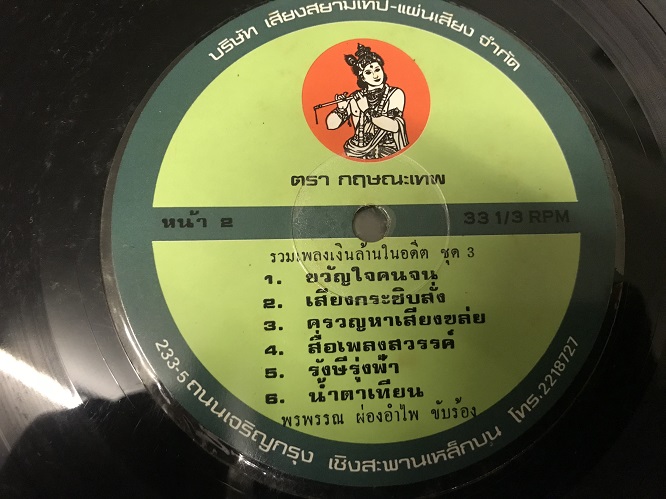 บริษัท เสียงสยามเทป-แผ่นเสียง จำกัด
ตรา กฤษณะเทพ
หน้า 2
33 1/3 RPM
รวมเพลงเงินล้านในอดีต ชุด 3
1. ขวัญใจคนจน
2. เสียงกระซิบสั่ง
3. ครวญหาเสียงขลุ่ย
4. สื่อเพลงสวรรค์
5. รังษีรุ่งฟ้า
6. น้ำตาเทียน
พรพรรณ ผ่องอำไพ ขับร้อง
233-5 ถนนเจริญกรุง เชิงสะพานเหล็กบน โทร. 2218727